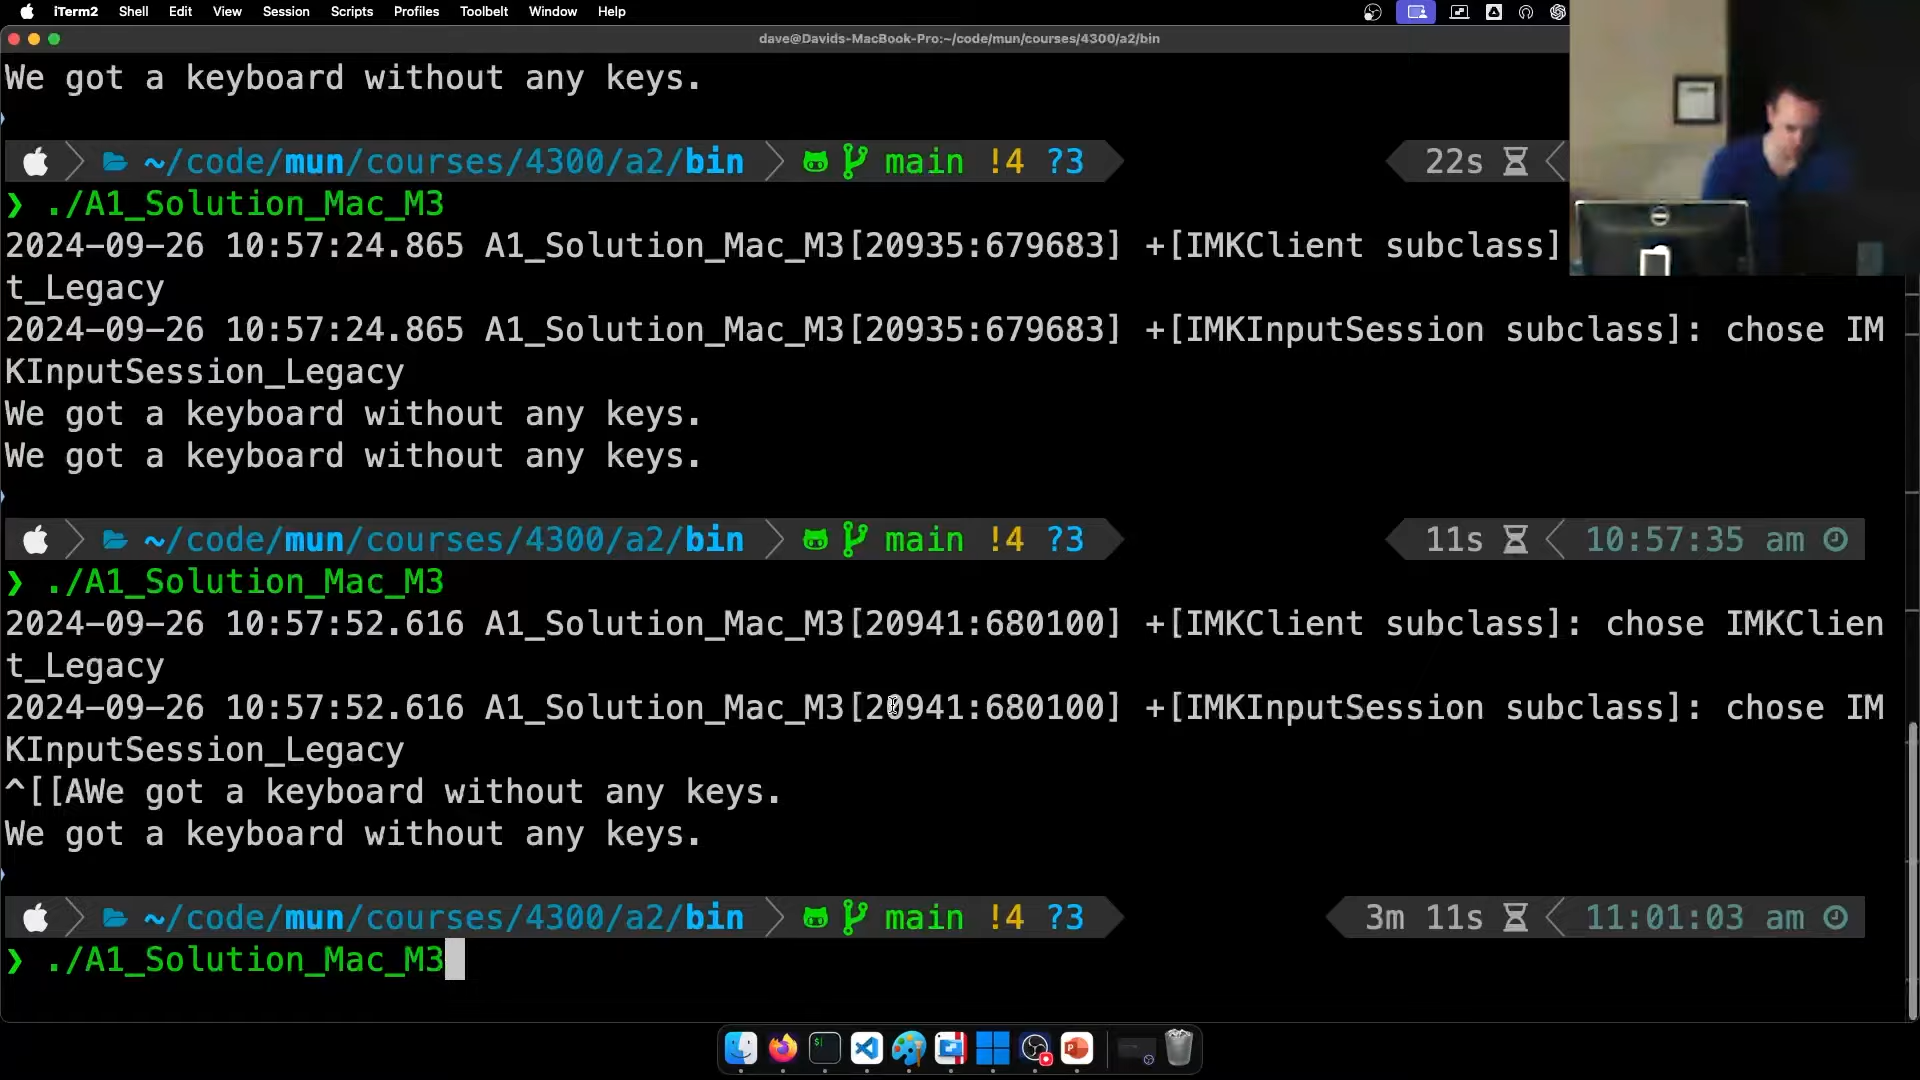 iTerm2 Shell Edit View Session Scripts Profiles Toolbelt Window Help
dave@Davids-MacBook-Pro:~/code/mun/courses/4300/a2/bin
We got a keyboard without any keys.
~/code/mun/courses/4300/a2/bin main !4 ?3 22s
❯ ./A1_Solution_Mac_M3
2024-09-26 10:57:24.865 A1_Solution_Mac_M3[20935:679683] +[IMKClient subclass]
t_Legacy
2024-09-26 10:57:24.865 A1_Solution_Mac_M3[20935:679683] +[IMKInputSession subclass]: chose IM
KInputSession_Legacy
We got a keyboard without any keys.
We got a keyboard without any keys.
~/code/mun/courses/4300/a2/bin main !4 ?3 11s 10:57:35 am
❯ ./A1_Solution_Mac_M3
2024-09-26 10:57:52.616 A1_Solution_Mac_M3[20941:680100] +[IMKClient subclass]: chose IMKClien
t_Legacy
2024-09-26 10:57:52.616 A1_Solution_Mac_M3[20941:680100] +[IMKInputSession subclass]: chose IM
KInputSession_Legacy
^[[AWe got a keyboard without any keys.
We got a keyboard without any keys.
~/code/mun/courses/4300/a2/bin main !4 ?3 3m 11s 11:01:03 am
❯ ./A1_Solution_Mac_M3